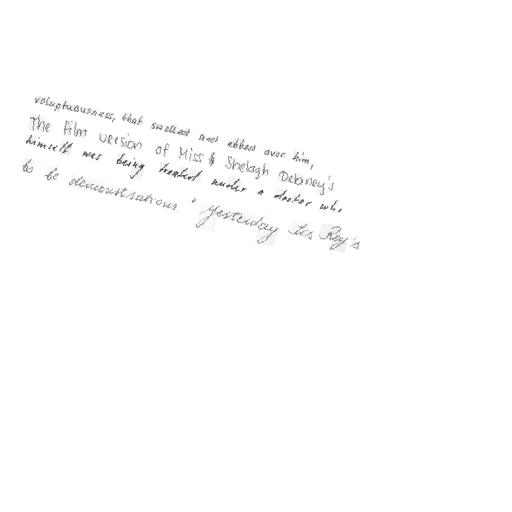 voluptuousness, that swelled and ebbed over him,
The film version of Miss Shelagh Delaney's
himself was being treated under a doctor who
to be demonstrations. " Yesterday Sir Roy's